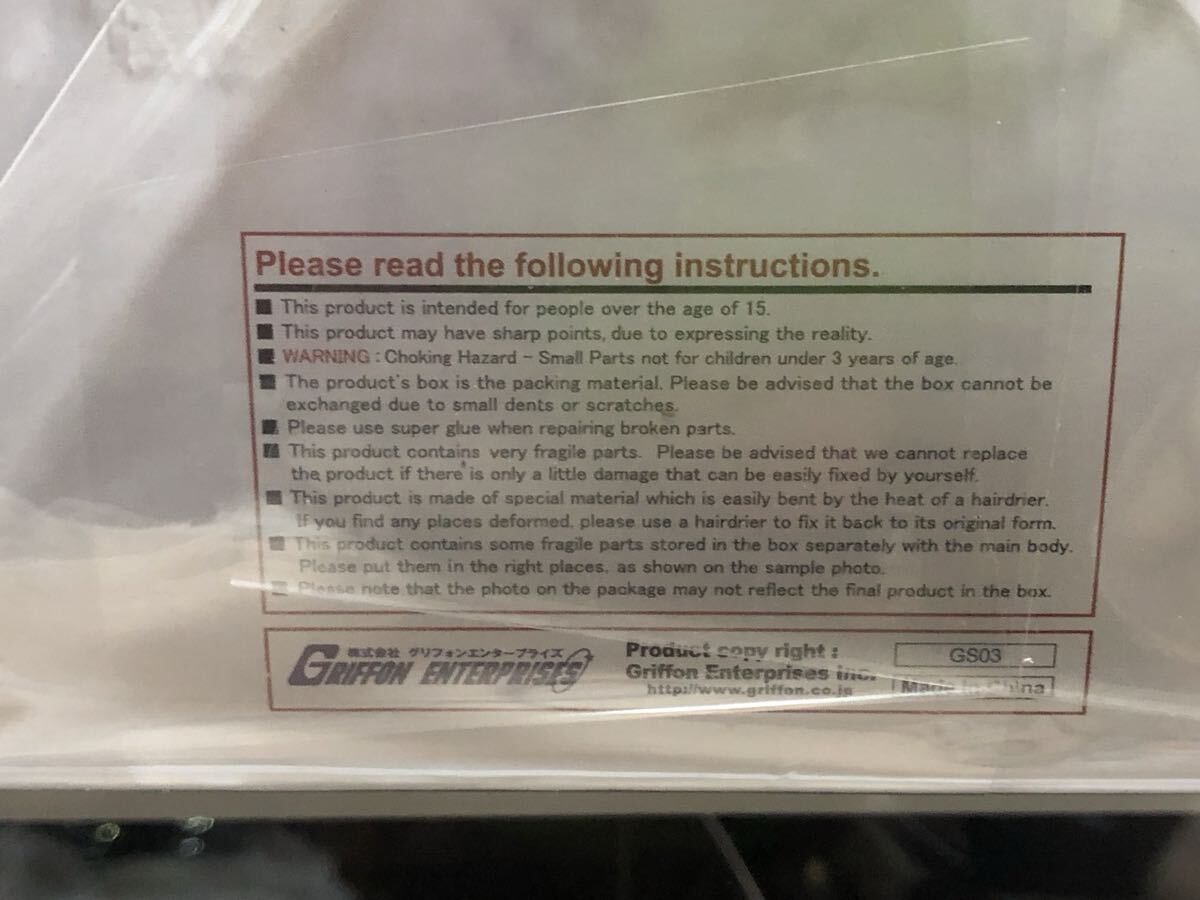 Please read the following instructions.
■ This product is intended for people over the age of 15.
■ This product may have sharp points, due to expressing the reality.
■ WARNING : Choking Hazard - Small Parts not for children under 3 years of age.
■ The product's box is the packing material. Please be advised that the box cannot be
exchanged due to small dents or scratches.
■ Please use super glue when repairing broken parts.
■ This product contains very fragile parts. Please be advised that we cannot replace
the product if there is only a little damage that can be easily fixed by yourself.
■ This product is made of special material which is easily bent by the heat of a hairdrier.
If you find any places deformed, please use a hairdrier to fix it back to its original form.
■ This product contains some fragile parts stored in the box separately with the main body.
Please put them in the right places, as shown on the sample photo.
■ Please note that the photo on the package may not reflect the final product in the box.
株式会社 グリフォンエンタープライズ
GRIFFON ENTERPRISES
Product copy right :
Griffon Enterprises inc.
http://www.griffon.co.jp
GS03
Made in China